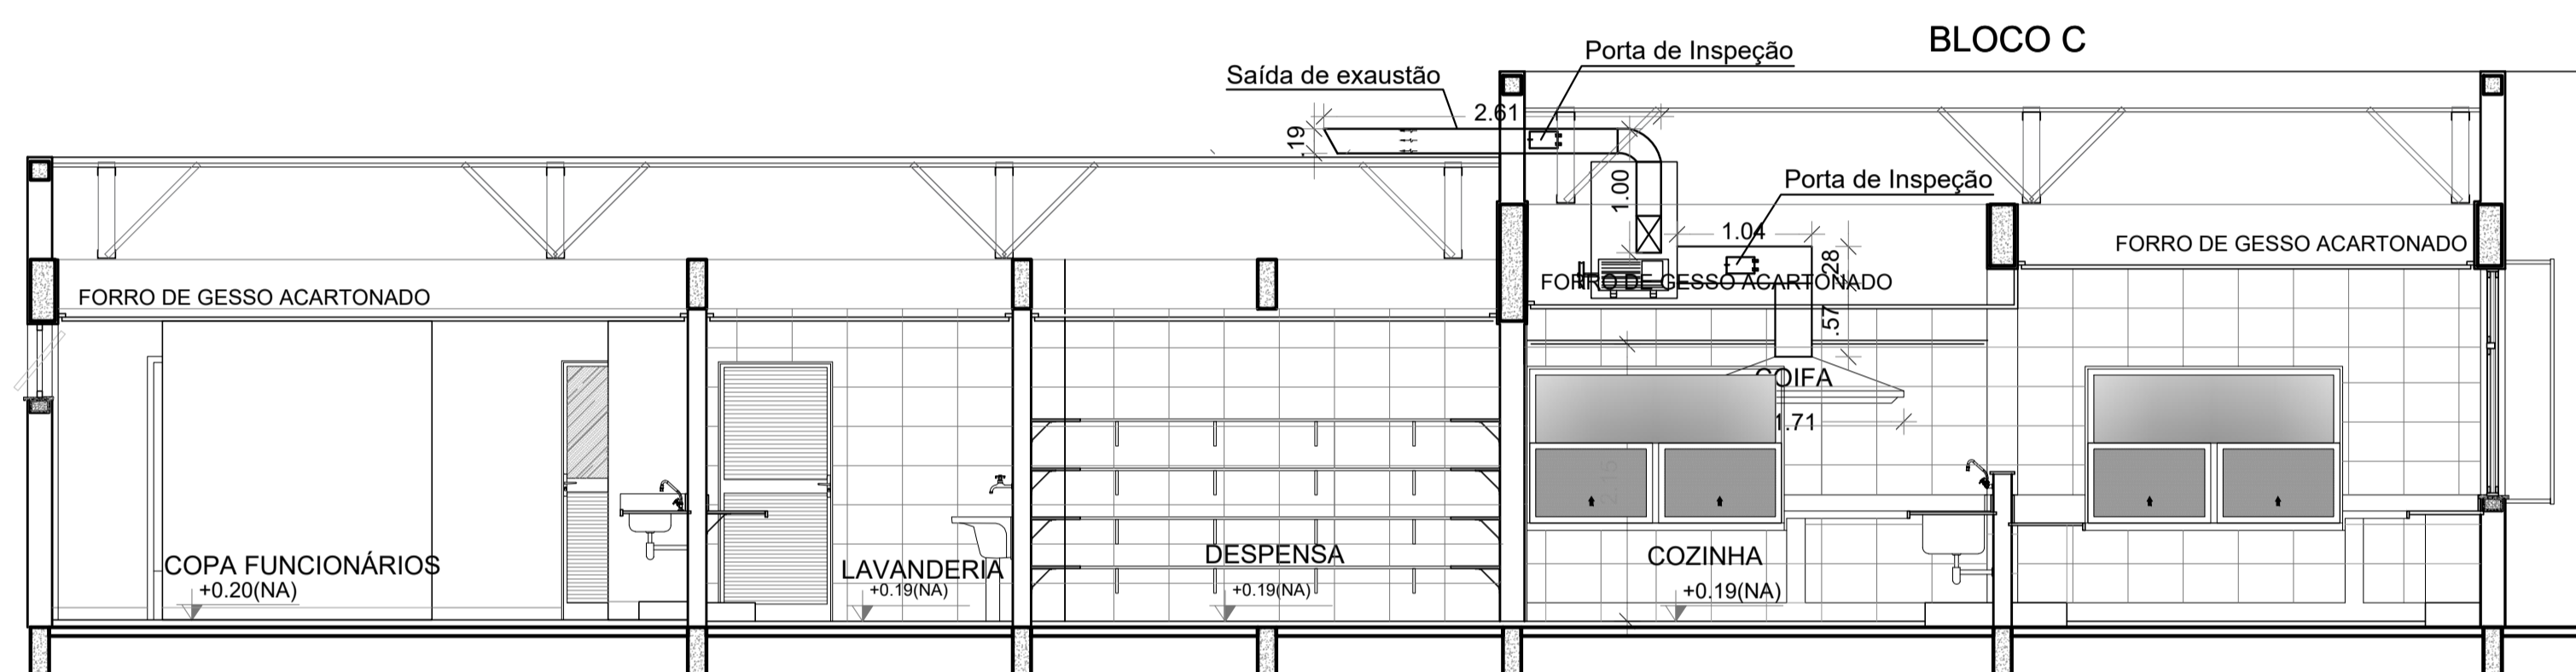 BLOCO C
Porta de Inspeção
Saída de exaustão
2.61
.19
1.00
Porta de Inspeção
1.04
.28
FORRO DE GESSO ACARTONADO
FORRO DE GESSO ACARTONADO
FORRO DE GESSO ACARTONADO
.57
COIFA
1.71
2.15
COPA FUNCIONÁRIOS
+0.20(NA)
LAVANDERIA
+0.19(NA)
DESPENSA
+0.19(NA)
COZINHA
+0.19(NA)